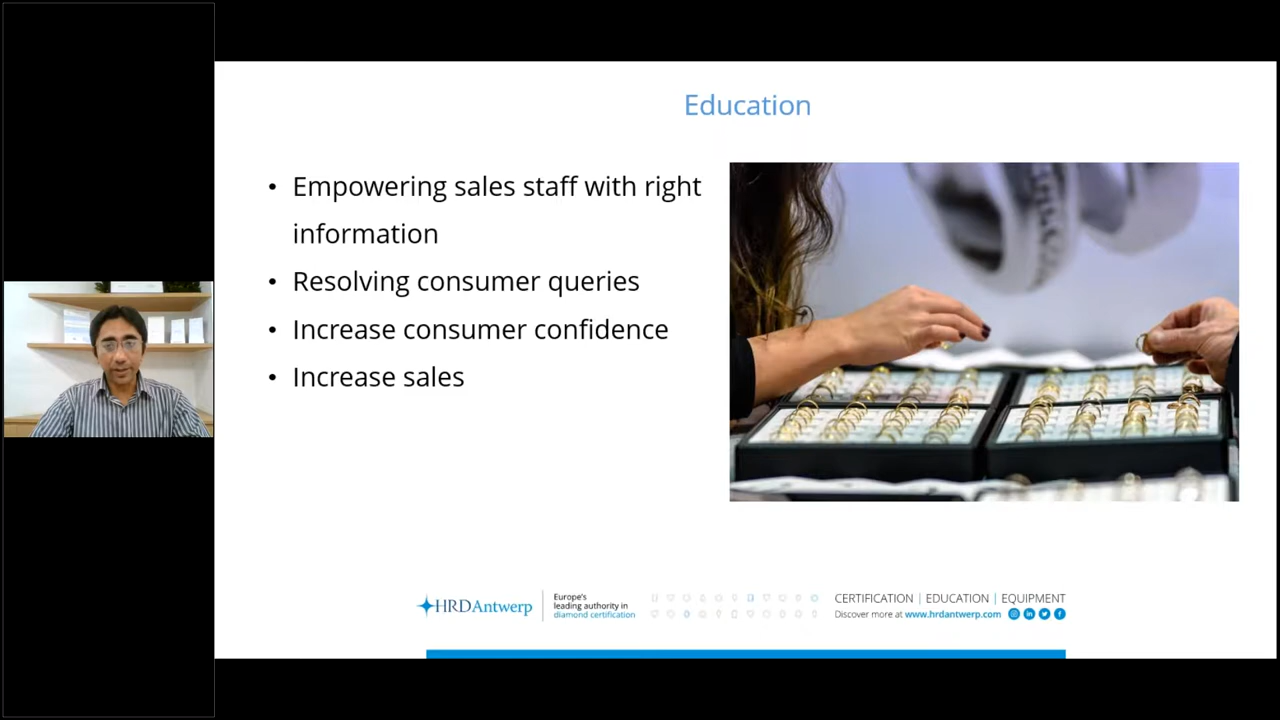 Education
• Empowering sales staff with right
information
• Resolving consumer queries
• Increase consumer confidence
• Increase sales
HRDAntwerp
Europe's
leading authority in
diamond certification
CERTIFICATION | EDUCATION | EQUIPMENT
Discover more at www.hrdantwerp.com